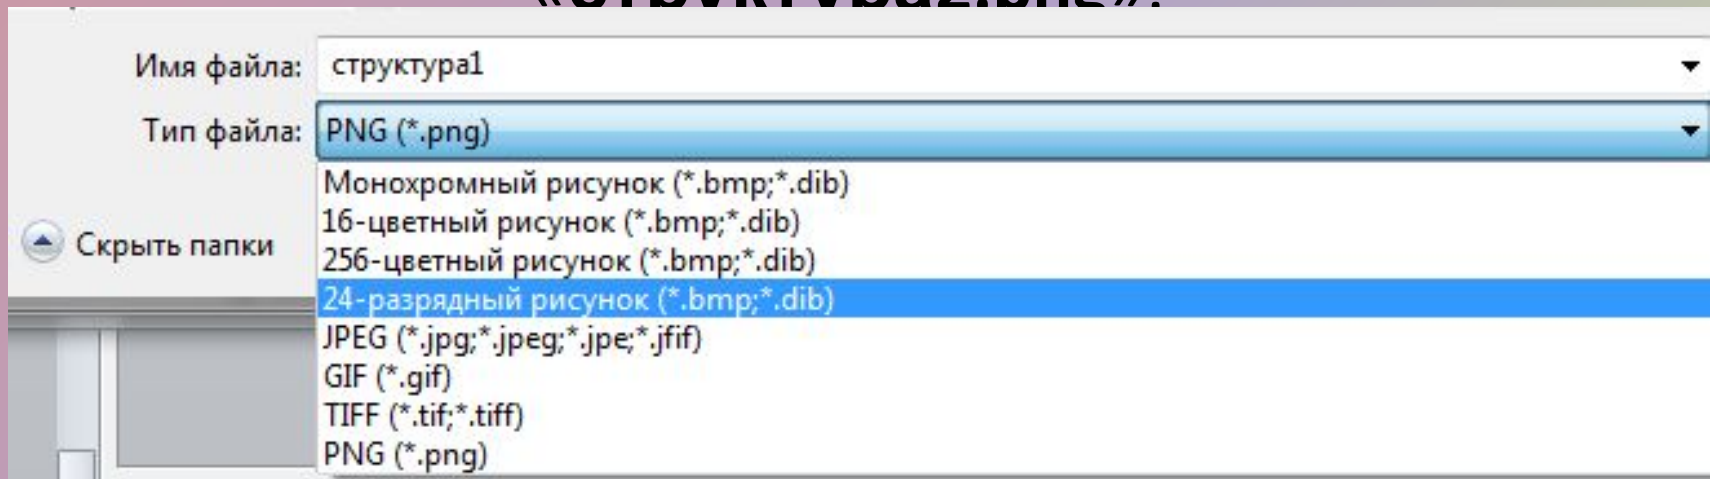 «структура2.png».
Имя файла: структура1
Тип файла: PNG (*.png)
Монохромный рисунок (*.bmp;*.dib)
16-цветный рисунок (*.bmp;*.dib)
Скрыть папки
256-цветный рисунок (*.bmp;*.dib)
24-разрядный рисунок (*.bmp;*.dib)
JPEG (*.jpg;*.jpeg;*.jpe;*.jfif)
GIF (*.gif)
TIFF (*.tif;*.tiff)
PNG (*.png)